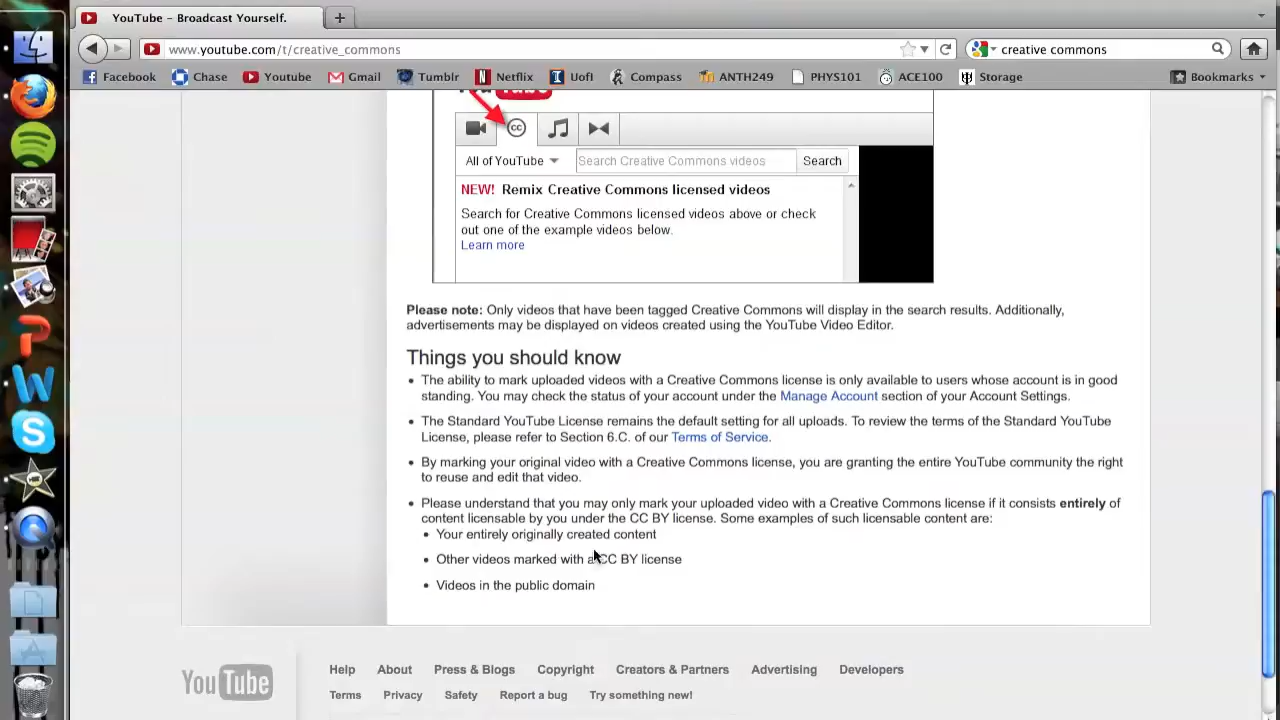 YouTube - Broadcast Yourself.
www.youtube.com/t/creative_commons
creative commons
Facebook Chase Youtube Gmail Tumblr Netflix UofI Compass ANTH249 PHYS101 ACE100 Storage Bookmarks
CC
All of YouTube Search Creative Commons videos Search
NEW! Remix Creative Commons licensed videos
Search for Creative Commons licensed videos above or check
out one of the example videos below.
Learn more
Please note: Only videos that have been tagged Creative Commons will display in the search results. Additionally,
advertisements may be displayed on videos created using the YouTube Video Editor.
Things you should know
• The ability to mark uploaded videos with a Creative Commons license is only available to users whose account is in good
standing. You may check the status of your account under the Manage Account section of your Account Settings.
• The Standard YouTube License remains the default setting for all uploads. To review the terms of the Standard YouTube
License, please refer to Section 6.C. of our Terms of Service.
• By marking your original video with a Creative Commons license, you are granting the entire YouTube community the right
to reuse and edit that video.
• Please understand that you may only mark your uploaded video with a Creative Commons license if it consists entirely of
content licensable by you under the CC BY license. Some examples of such licensable content are:
• Your entirely originally created content
• Other videos marked with a CC BY license
• Videos in the public domain
YouTube
Help About Press & Blogs Copyright Creators & Partners Advertising Developers
Terms Privacy Safety Report a bug Try something new!